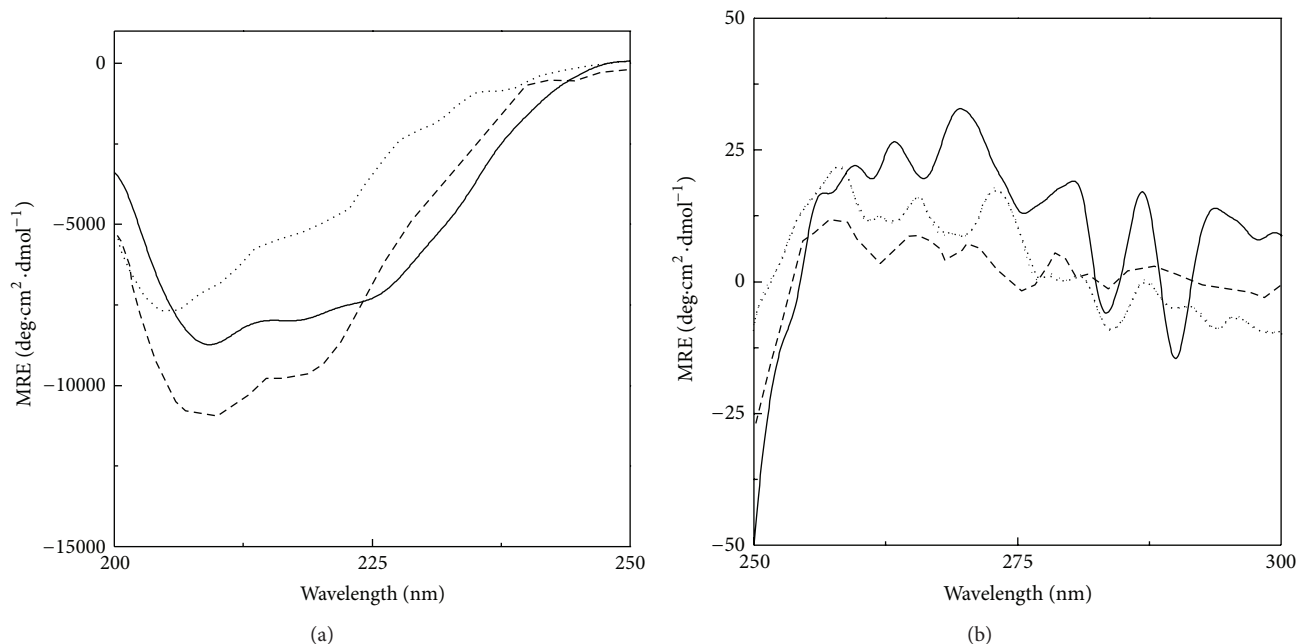 0
−5000
−10000
−15000
MRE (deg·cm²·dmol⁻¹)
200
225
250
Wavelength (nm)
(a)
50
25
0
−25
−50
MRE (deg·cm²·dmol⁻¹)
250
275
300
Wavelength (nm)
(b)